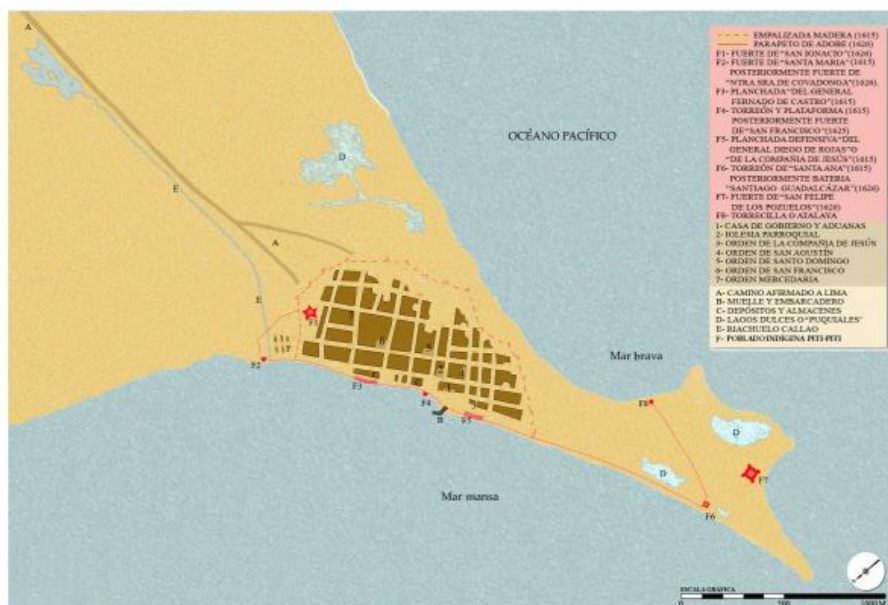 A
EMPALIZADA MADERA (1615)
PARAPETO DE ADOBE (1626)
F1- FUERTE DE "SAN IGNACIO" (1626)
F2- FUERTE DE "SANTA MARIA" (1615)
POSTERIORMENTE FUERTE DE
"NTRA SRA. DE COVADONGA" (1626)
F3- PLANCHADA "DEL GENERAL
FERNADO DE CASTRO" (1615)
F4- TORREÓN Y PLATAFORMA (1615)
POSTERIORMENTE FUERTE
DE "SAN FRANCISCO" (1625)
F5- PLANCHADA DEFENSIVA "DEL
GENERAL DIEGO DE ROJAS" O
"DE LA COMPAÑIA DE JESÚS" (1615)
F6- TORREÓN DE "SANTA ANA" (1615)
POSTERIORMENTE BATERIA
"SANTIAGO GUADALCÁZAR" (1626)
F7- FUERTE DE "SAN FELIPE
DE LOS POZUELOS" (1626)
F8- TORRECILLA O ATALAYA
1- CASA DE GOBIERNO Y ADUANAS
2- IGLESIA PARROQUIAL
3- ORDEN DE LA COMPAÑIA DE JESÚS
4- ORDEN DE SAN AGUSTÍN
5- ORDEN DE SANTO DOMINGO
6- ORDEN DE SAN FRANCISCO
7- ORDEN MERCEDARIA
A- CAMINO AFIRMADO A LIMA
B- MUELLE Y EMBARCADERO
C- DEPÓSITOS Y ALMACENES
D- LAGOS DULCES O "PUQUIALES"
E- RIACHUELO CALLAO
F- POBLADO INDÍGENA PITI-PITI
OCÉANO PACÍFICO
D
E
A
E
F1
F
F2
F3
F4
B
F5
Mar brava
F8
D
D
F7
F6
Mar mansa
ESCALA GRÁFICA
0 500 1000 M